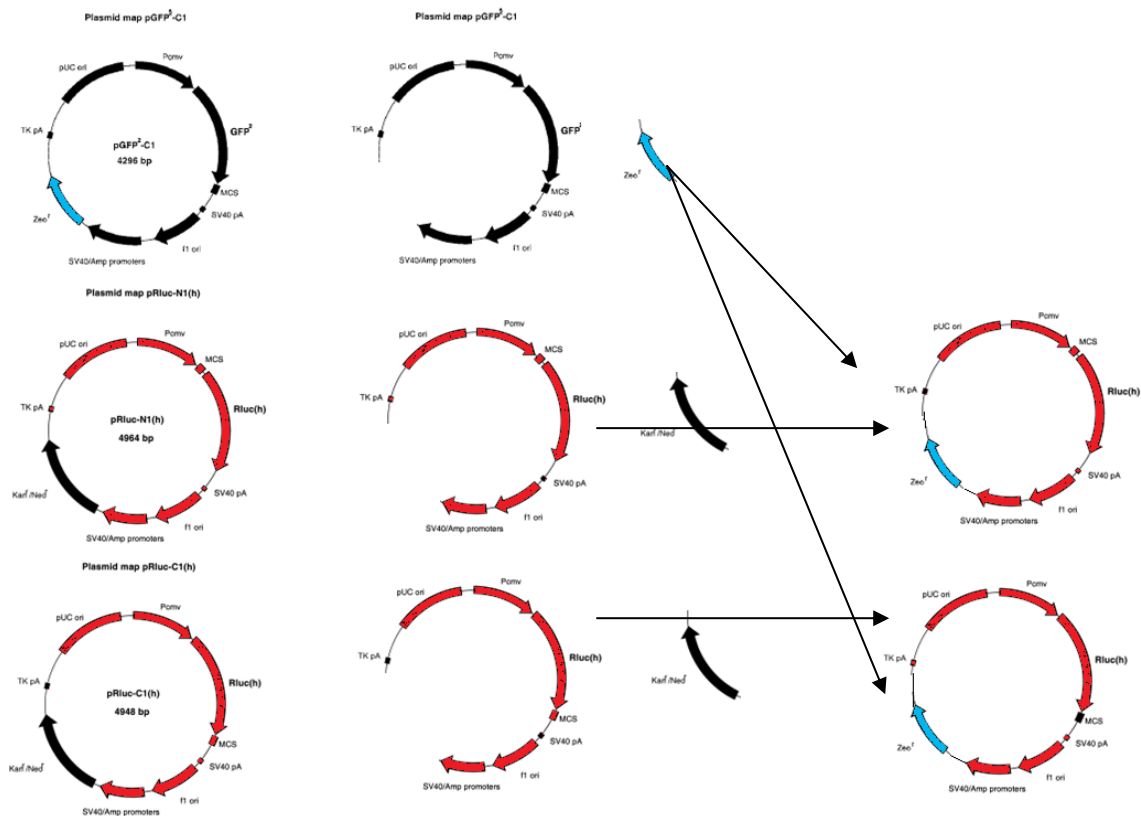 Plasmid map pGFP²-C1
Pcmv
pUC ori
TK pA
GFP²
pGFP²-C1
4296 bp
MCS
SV40 pA
Zeoʳ
f1 ori
SV40/Amp promoters
Plasmid map pGFP²-C1
Pcmv
pUC ori
TK pA
GFP
MCS
SV40 pA
f1 ori
SV40/Amp promoters
Zeoʳ
Plasmid map pRluc-N1(h)
Pcmv
pUC ori
MCS
TK pA
Rluc(h)
pRluc-N1(h)
4964 bp
Kanʳ/Neoʳ
SV40 pA
f1 ori
SV40/Amp promoters
Pcmv
pUC ori
MCS
TK pA
Rluc(h)
SV40 pA
f1 ori
SV40/Amp promoters
Kanʳ/Neoʳ
Pcmv
pUC ori
MCS
TK pA
Rluc(h)
Zeoʳ
SV40 pA
f1 ori
SV40/Amp promoters
Plasmid map pRluc-C1(h)
Pcmv
pUC ori
TK pA
Rluc(h)
pRluc-C1(h)
4948 bp
MCS
SV40 pA
Kanʳ/Neoʳ
f1 ori
SV40/Amp promoters
Pcmv
pUC ori
TK pA
Rluc(h)
MCS
SV40 pA
f1 ori
SV40/Amp promoters
Kanʳ/Neoʳ
Pcmv
pUC ori
TK pA
Rluc(h)
MCS
SV40 pA
Zeoʳ
f1 ori
SV40/Amp promoters